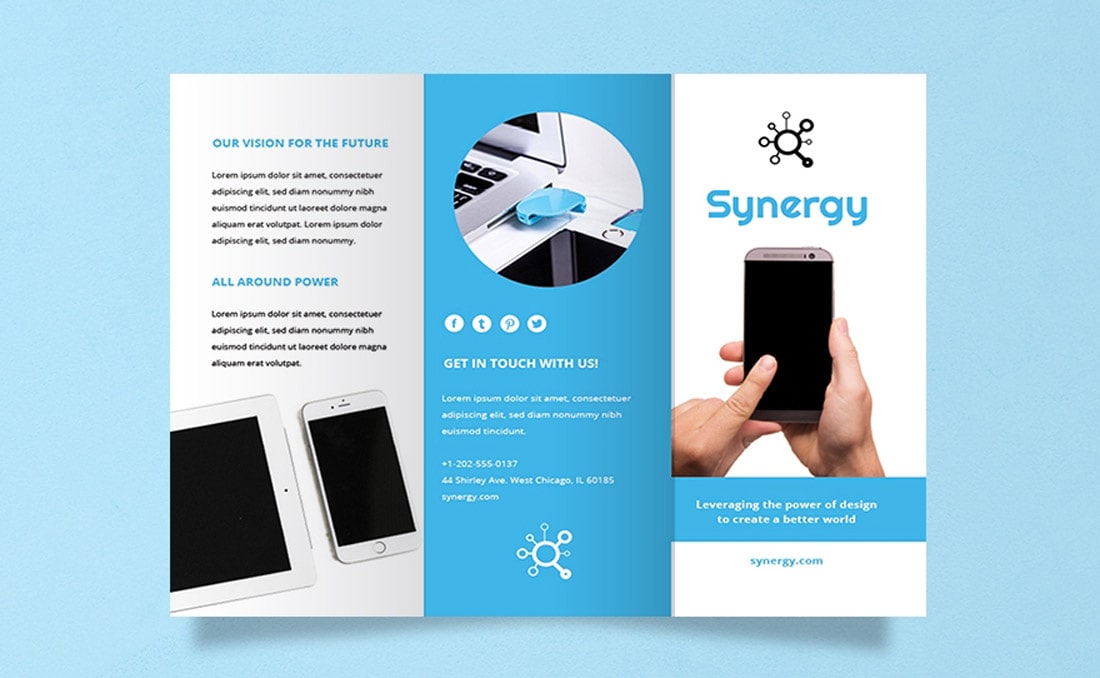 OUR VISION FOR THE FUTURE
Lorem ipsum dolor sit amet, consectetuer
adipiscing elit, sed diam nonummy nibh
euismod tincidunt ut laoreet dolore magna
aliquam erat volutpat. Lorem ipsum dolor
sit amet, consectetuer
adipiscing elit, sed diam nonummy.
ALL AROUND POWER
Lorem ipsum dolor sit amet, consectetuer
adipiscing elit, sed diam nonummy nibh
euismod tincidunt ut laoreet dolore magna
aliquam erat volutpat.
GET IN TOUCH WITH US!
Lorem ipsum dolor sit amet, consectetuer
adipiscing elit, sed diam nonummy nibh
euismod tincidunt.
+1-202-555-0137
44 Shirley Ave. West Chicago, IL 60185
synergy.com
Synergy
Leveraging the power of design
to create a better world
synergy.com